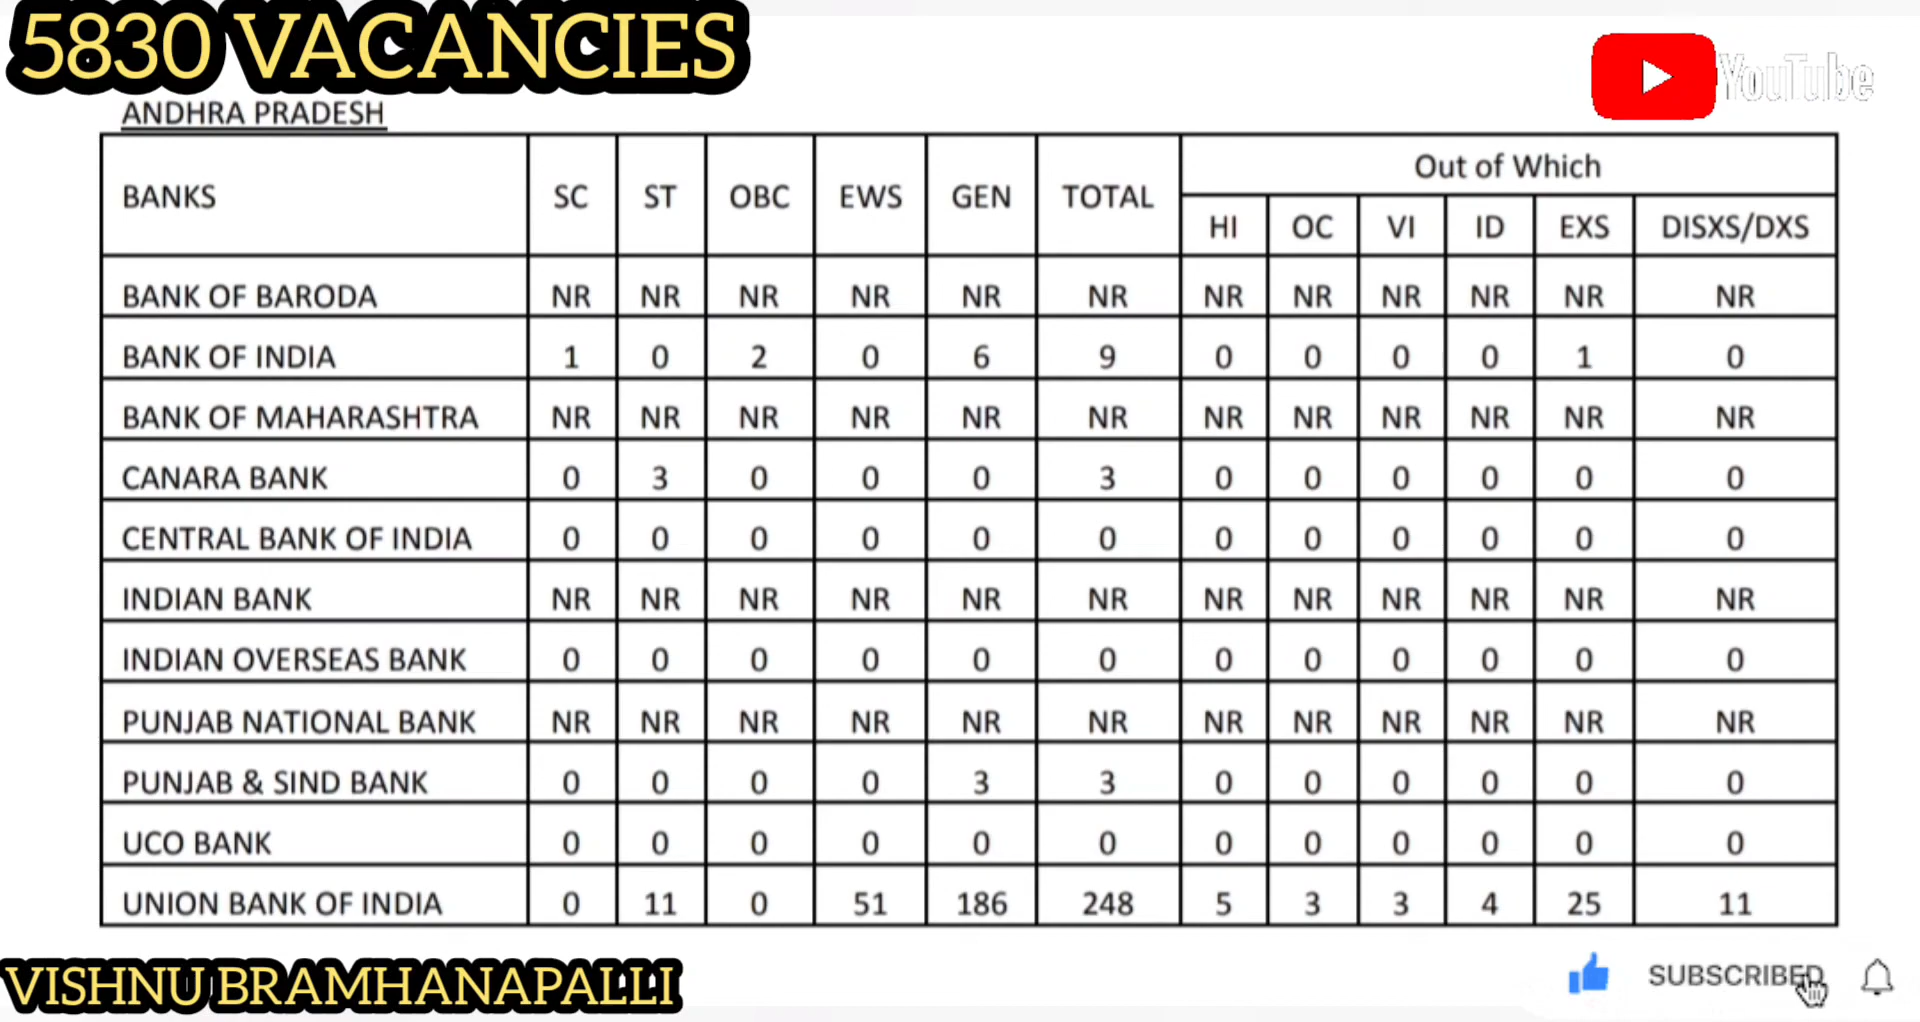 5830 VACANCIES
YouTube
ANDHRA PRADESH
BANKS SC ST OBC EWS GEN TOTAL Out of Which
HI OC VI ID EXS DISXS/DXS
BANK OF BARODA NR NR NR NR NR NR NR NR NR NR NR NR
BANK OF INDIA 1 0 2 0 6 9 0 0 0 0 1 0
BANK OF MAHARASHTRA NR NR NR NR NR NR NR NR NR NR NR NR
CANARA BANK 0 3 0 0 0 3 0 0 0 0 0 0
CENTRAL BANK OF INDIA 0 0 0 0 0 0 0 0 0 0 0 0
INDIAN BANK NR NR NR NR NR NR NR NR NR NR NR NR
INDIAN OVERSEAS BANK 0 0 0 0 0 0 0 0 0 0 0 0
PUNJAB NATIONAL BANK NR NR NR NR NR NR NR NR NR NR NR NR
PUNJAB & SIND BANK 0 0 0 0 3 3 0 0 0 0 0 0
UCO BANK 0 0 0 0 0 0 0 0 0 0 0 0
UNION BANK OF INDIA 0 11 0 51 186 248 5 3 3 4 25 11
VISHNU BRAMHANAPALLI
SUBSCRIBED